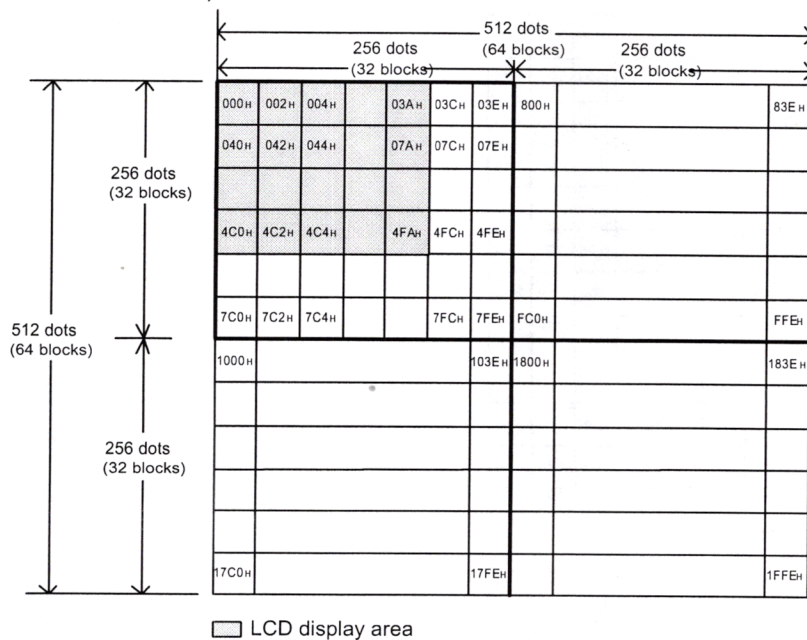 512 dots
(64 blocks)
256 dots
(32 blocks)
256 dots
(32 blocks)
000H 002H 004H 03AH 03CH 03EH 800H 83EH
040H 042H 044H 07AH 07CH 07EH
256 dots
(32 blocks)
4C0H 4C2H 4C4H 4FAH 4FCH 4FEH
7C0H 7C2H 7C4H 7FCH 7FEH FC0H FFEH
512 dots
(64 blocks)
1000H 103EH 1800H 183EH
256 dots
(32 blocks)
17C0H 17FEH 1FFEH
LCD display area